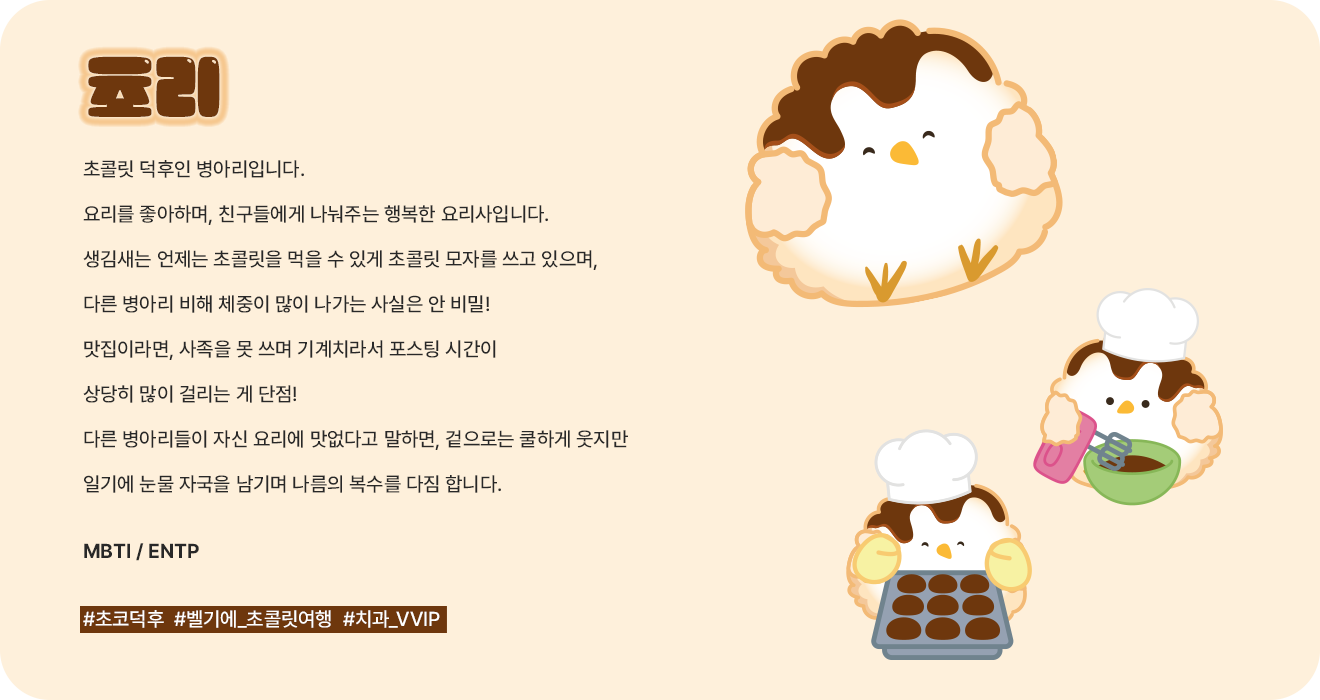 쵸리
초콜릿 덕후인 병아리입니다.
요리를 좋아하며, 친구들에게 나눠주는 행복한 요리사입니다.
생김새는 언제는 초콜릿을 먹을 수 있게 초콜릿 모자를 쓰고 있으며,
다른 병아리 비해 체중이 많이 나가는 사실은 안 비밀!
맛집이라면, 사족을 못 쓰며 기계치라서 포스팅 시간이
상당히 많이 걸리는 게 단점!
다른 병아리들이 자신 요리에 맛없다고 말하면, 겉으로는 쿨하게 웃지만
일기에 눈물 자국을 남기며 나름의 복수를 다짐 합니다.
MBTI / ENTP
#초코덕후 #벨기에_초콜릿여행 #치과_VVIP